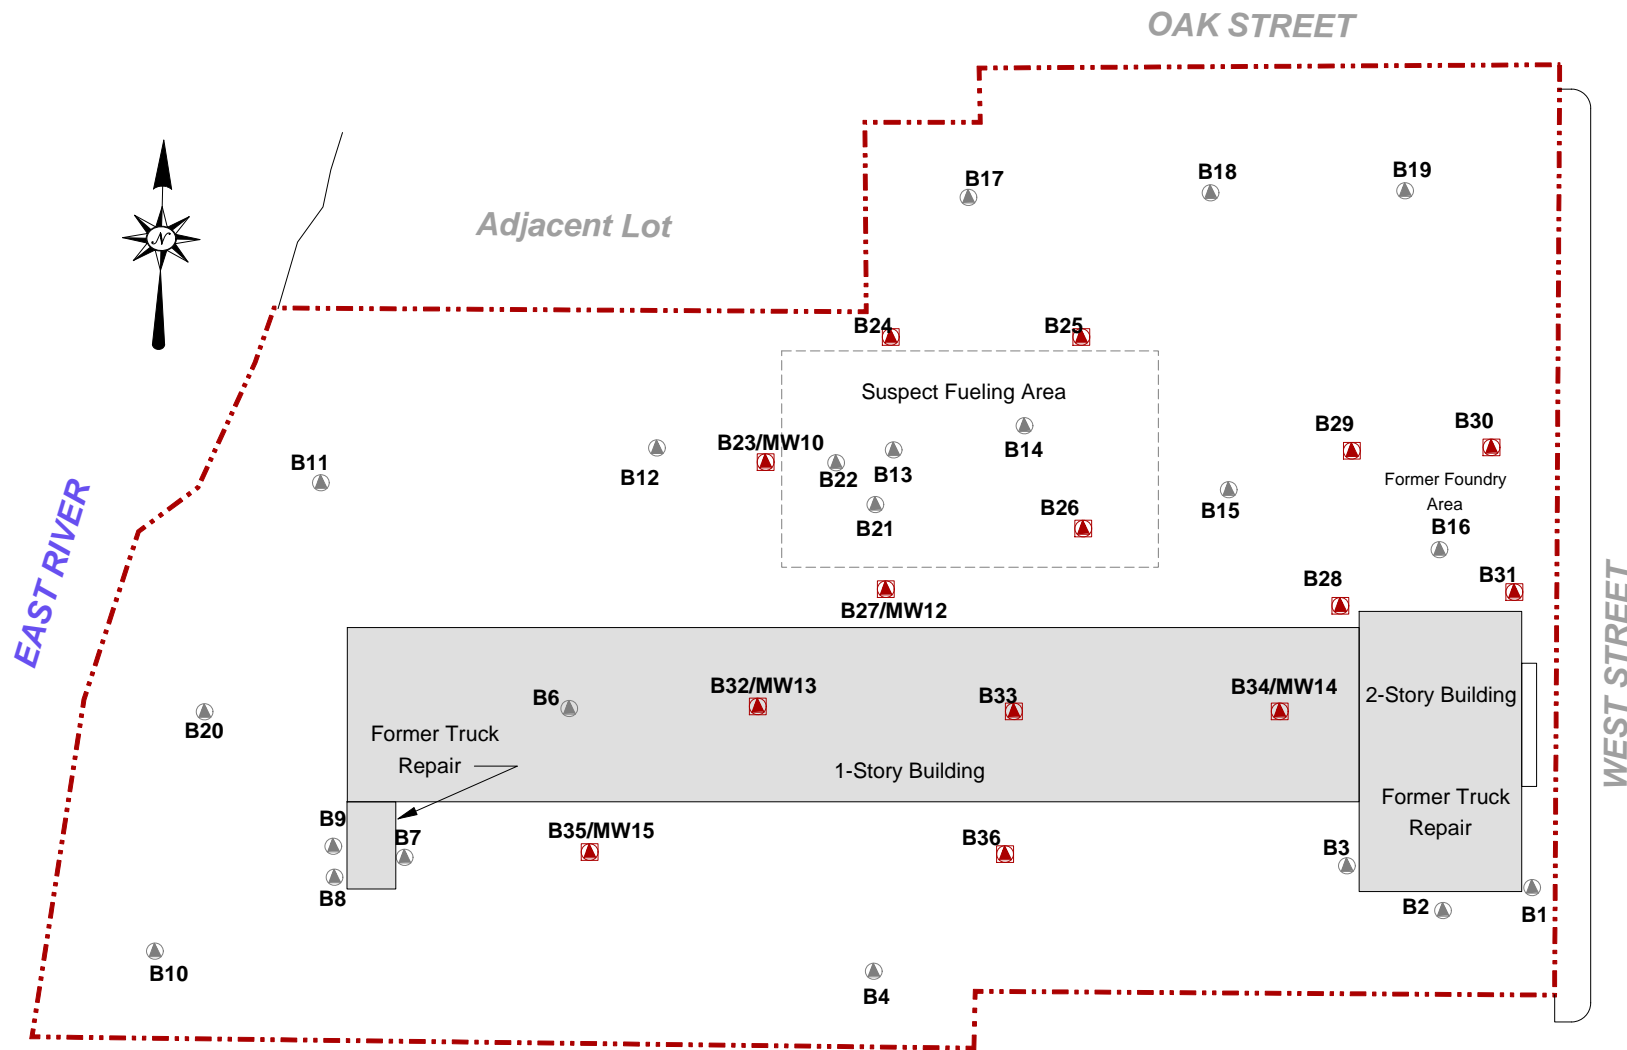 OAK STREET
B17
B18
B19
Adjacent Lot
N
B24
B25
Suspect Fueling Area
B29
B30
B23/MW10
B14
B11
B12
B22
B13
Former Foundry
Area
B15
B26
B21
B16
EAST RIVER
B28
B31
B27/MW12
WEST STREET
B6
B32/MW13
B33
B34/MW14
2-Story Building
B20
Former Truck
Repair
1-Story Building
Former Truck
Repair
B9
B7
B35/MW15
B36
B3
B8
B2
B1
B10
B4